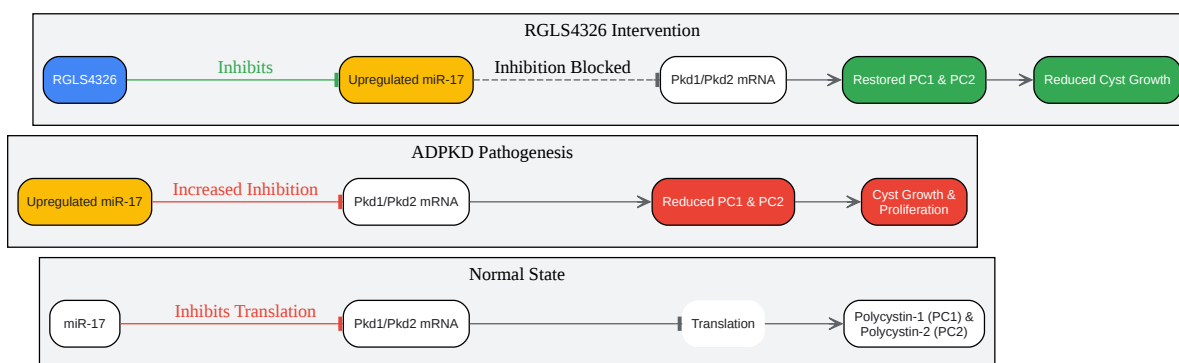 RGLS4326 Intervention
RGLS4326
Inhibits
Upregulated miR-17
Inhibition Blocked
Pkd1/Pkd2 mRNA
Restored PC1 & PC2
Reduced Cyst Growth
ADPKD Pathogenesis
Upregulated miR-17
Increased Inhibition
Pkd1/Pkd2 mRNA
Reduced PC1 & PC2
Cyst Growth &
Proliferation
Normal State
miR-17
Inhibits Translation
Pkd1/Pkd2 mRNA
Translation
Polycystin-1 (PC1) &
Polycystin-2 (PC2)